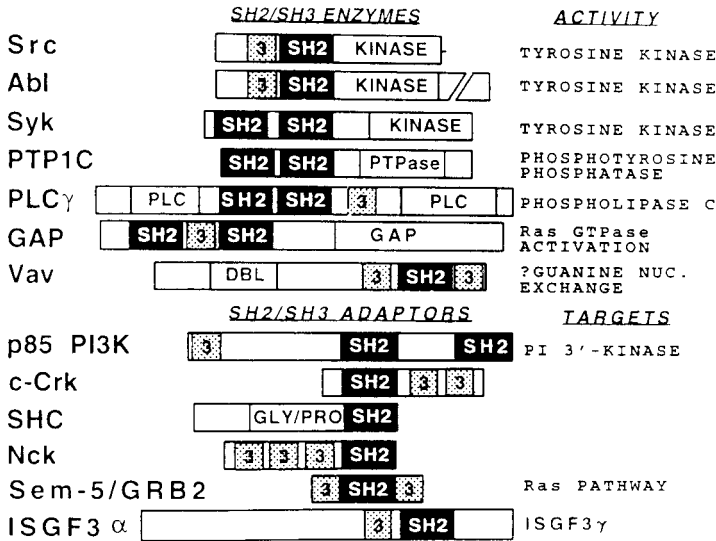 SH2/SH3 ENZYMES ACTIVITY
Src 3 SH2 KINASE TYROSINE KINASE
Abl 3 SH2 KINASE TYROSINE KINASE
Syk SH2 SH2 KINASE TYROSINE KINASE
PTP1C SH2 SH2 PTPase PHOSPHOTYROSINE
PHOSPHATASE
PLCγ PLC SH2 SH2 3 PLC PHOSPHOLIPASE C
GAP SH2 3 SH2 GAP Ras GTPase
ACTIVATION
Vav DBL 3 SH2 3 ?GUANINE NUC.
EXCHANGE
SH2/SH3 ADAPTORS TARGETS
p85 PI3K 3 SH2 SH2 PI 3'-KINASE
c-Crk SH2 3 3
SHC GLY/PRO SH2
Nck 3 3 3 SH2
Sem-5/GRB2 3 SH2 3 Ras PATHWAY
ISGF3 α 3 SH2 ISGF3γ